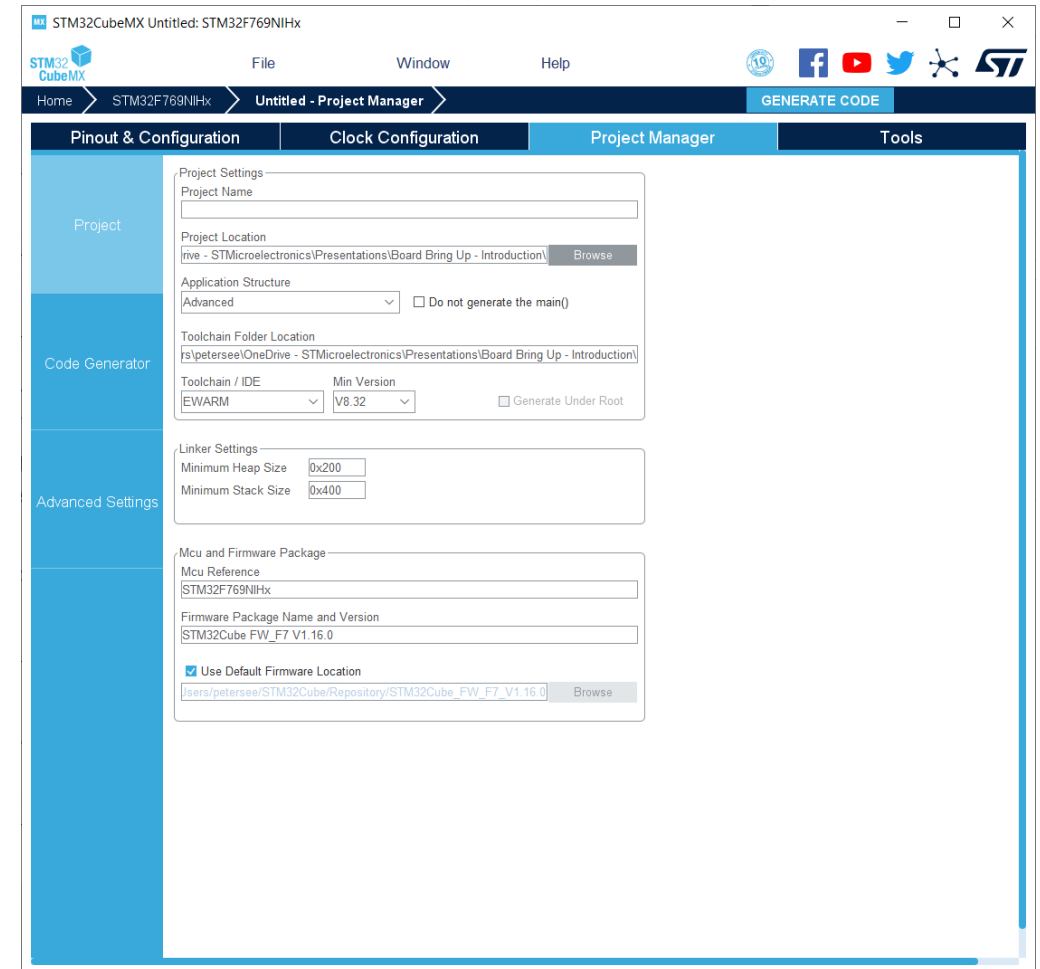 MX STM32CubeMX Untitled: STM32F769NIHx
STM32 CubeMX
File Window Help
10
Home STM32F769NIHx Untitled - Project Manager GENERATE CODE
Pinout & Configuration Clock Configuration Project Manager Tools
Project
Code Generator
Advanced Settings
Project Settings
Project Name
Project Location
rive - STMicroelectronics\Presentations\Board Bring Up - Introduction\ Browse
Application Structure
Advanced Do not generate the main()
Toolchain Folder Location
rs\petersee\OneDrive - STMicroelectronics\Presentations\Board Bring Up - Introduction\
Toolchain / IDE Min Version
EWARM V8.32 Generate Under Root
Linker Settings
Minimum Heap Size 0x200
Minimum Stack Size 0x400
Mcu and Firmware Package
Mcu Reference
STM32F769NIHx
Firmware Package Name and Version
STM32Cube FW_F7 V1.16.0
Use Default Firmware Location
Jsers/petersee/STM32Cube/Repository/STM32Cube_FW_F7_V1.16.0 Browse